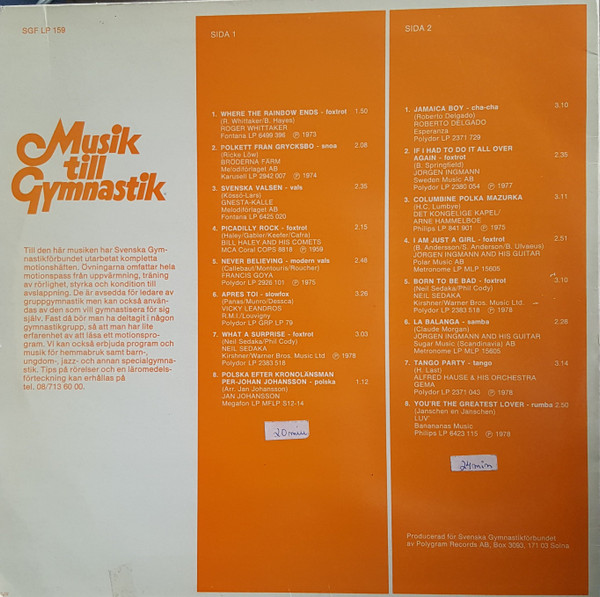 SGF LP 159
Musik
till
Gymnastik
Till den här musiken har Svenska Gym-
nastikförbundet utarbetat kompletta
motionshäften. Övningarna omfattar hela
motionspass från uppvärmning, träning
av rörlighet, styrka och kondition till
avslappning. De är avsedda för ledare av
gruppgymnastik men kan också använ-
das av den som vill gymnastisera för sig
själv. Fast då bör man ha deltagit i någon
gymnastikgrupp, så att man har lite
erfarenhet av att läsa ett motionspro-
gram. Vi kan också erbjuda program och
musik för hemmabruk samt barn-,
ungdom-, jazz- och annan specialgymna-
stik. Tips på rörelser och en läromedels-
förteckning kan erhållas på
tel. 08/713 60 00.
SIDA 1
1. WHERE THE RAINBOW ENDS - foxtrot 1.50
(R. Whittaker/B. Hayes)
ROGER WHITTAKER
Fontana LP 6499 386 Ⓟ 1973
2. POLKETT FRÅN GRYCKSBO - snoa 2.08
(Ricke Löw)
BRÖDERNA FÄRM
Melodiförlaget AB
Karusell LP 2942 007 Ⓟ 1974
3. SVENSKA VALSEN - vals 2.35
(Kössö-Lars)
GNESTA-KALLE
Melodiförlaget AB
Fontana LP 6425 020
4. PICADILLY ROCK - foxtrot 2.15
(Haley/Gabler/Keefer/Cafra)
BILL HALEY AND HIS COMETS
MCA Coral COPS 8818 Ⓟ 1958
5. NEVER BELIEVING - modern vals 2.48
(Callebaut/Montouris/Roucher)
FRANCIS GOYA
Polydor LP 2926 101 Ⓟ 1975
6. APRES TOI - slowfox 3.26
(Panas/Munro/Dessca)
VICKY LEANDROS
R.M.I./Louvigny
Polydor LP GRP LP 79
7. WHAT A SURPRISE - foxtrot 3.03
(Neil Sedaka/Phil Cody)
NEIL SEDAKA
Kirshner/Warner Bros. Music Ltd Ⓟ 1978
Polydor LP 2383 518
8. POLSKA EFTER KRONOLÄNSMAN
PER-JOHAN JOHANSSON - polska 1.12
(Arr. Jan Johansson)
JAN JOHANSSON
Megafon LP MFLP S12-14
20 min
SIDA 2
1. JAMAICA BOY - cha-cha 3.10
(Roberto Delgado)
ROBERTO DELGADO
Esperanza
Polydor LP 2371 729
2. IF I HAD TO DO IT ALL OVER
AGAIN - foxtrot 2.35
(B. Springfield)
JÖRGEN INGMANN
Sweden Music AB
Polydor LP 2380 054 Ⓟ 1977
3. COLUMBINE POLKA MAZURKA 3.11
(H.C. Lumbye)
DET KONGELIGE KAPEL/
ARNE HAMMELBOE
Philips LP 841 901 Ⓟ 1975
4. I AM JUST A GIRL - foxtrot 2.51
(B. Andersson/S. Anderson/B. Ulvaeus)
JÖRGEN INGMANN AND HIS GUITAR
Polar Music AB
Metronome LP MLP 15605
5. BORN TO BE BAD - foxtrot 3.10
(Neil Sedaka/Phil Cody)
NEIL SEDAKA
Kirshner/Warner Bros. Music Ltd.
Polydor LP 2383 518 Ⓟ 1978
6. LA BALANGA - samba 2.28
(Claude Morgan)
JÖRGEN INGMANN AND HIS GUITAR
Sugar Music (Scandinavia) AB
Metronome LP MLP 15605
7. TANGO PARTY - tango 3.14
(H. Last)
ALFRED HAUSE & HIS ORCHESTRA
GEMA
Polydor LP 2371 043 Ⓟ 1978
8. YOU'RE THE GREATEST LOVER - rumba 2.50
(Janschen en Janschen)
LUV'
Banananas Music
Philips LP 6423 115 Ⓟ 1978
24 min
Producerad för Svenska Gymnastikförbundet
av Polygram Records AB, Box 3093, 171 03 Solna